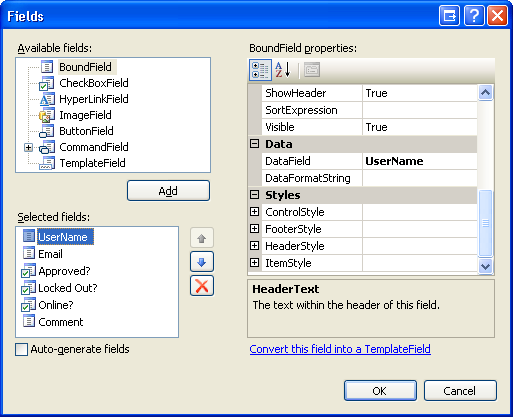 Fields
Available fields:
BoundField
CheckBoxField
HyperLinkField
ImageField
ButtonField
CommandField
TemplateField
Add
Selected fields:
UserName
Email
Approved?
Locked Out?
Online?
Comment
Auto-generate fields
BoundField properties:
ShowHeader True
SortExpression
Visible True
Data
DataField UserName
DataFormatString
Styles
ControlStyle
FooterStyle
HeaderStyle
ItemStyle
HeaderText
The text within the header of this field.
Convert this field into a TemplateField
OK Cancel